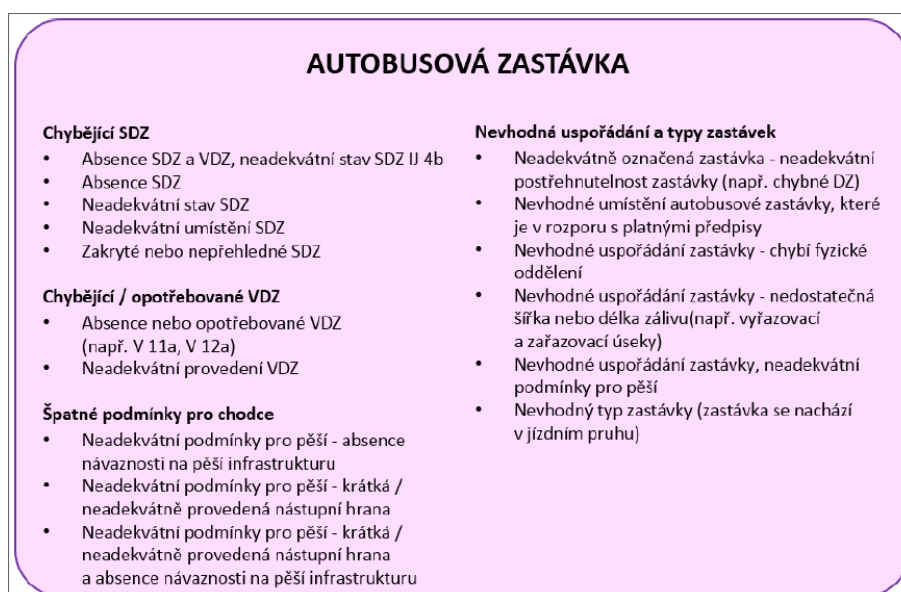 AUTOBUSOVÁ ZASTÁVKA
Chybějící SDZ
• Absence SDZ a VDZ, neadekvátní stav SDZ IJ 4b
• Absence SDZ
• Neadekvátní stav SDZ
• Neadekvátní umístění SDZ
• Zakryté nebo nepřehledné SDZ
Chybějící / opotřebované VDZ
• Absence nebo opotřebované VDZ
(např. V 11a, V 12a)
• Neadekvátní provedení VDZ
Špatné podmínky pro chodce
• Neadekvátní podmínky pro pěší - absence
návaznosti na pěší infrastrukturu
• Neadekvátní podmínky pro pěší - krátká /
neadekvátně provedená nástupní hrana
• Neadekvátní podmínky pro pěší - krátká /
neadekvátně provedená nástupní hrana
a absence návaznosti na pěší infrastrukturu
Nevhodná uspořádání a typy zastávek
• Neadekvátně označená zastávka - neadekvátní
postřehnutelnost zastávky (např. chybné DZ)
• Nevhodné umístění autobusové zastávky, které
je v rozporu s platnými předpisy
• Nevhodné uspořádání zastávky - chybí fyzické
oddělení
• Nevhodné uspořádání zastávky - nedostatečná
šířka nebo délka zálivu(např. vyřazovací
a zařazovací úseky)
• Nevhodné uspořádání zastávky, neadekvátní
podmínky pro pěší
• Nevhodný typ zastávky (zastávka se nachází
v jízdním pruhu)